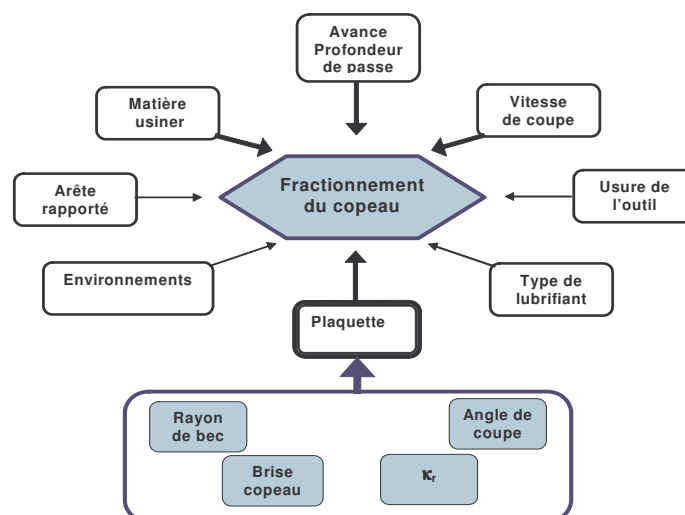 Avance
Profondeur
de passe
Matière
usiner
Vitesse
de coupe
Fractionnement
du copeau
Arête
rapporté
Usure de
l'outil
Environnements
Type de
lubrifiant
Plaquette
Rayon
de bec
Angle de
coupe
Brise
copeau
κr